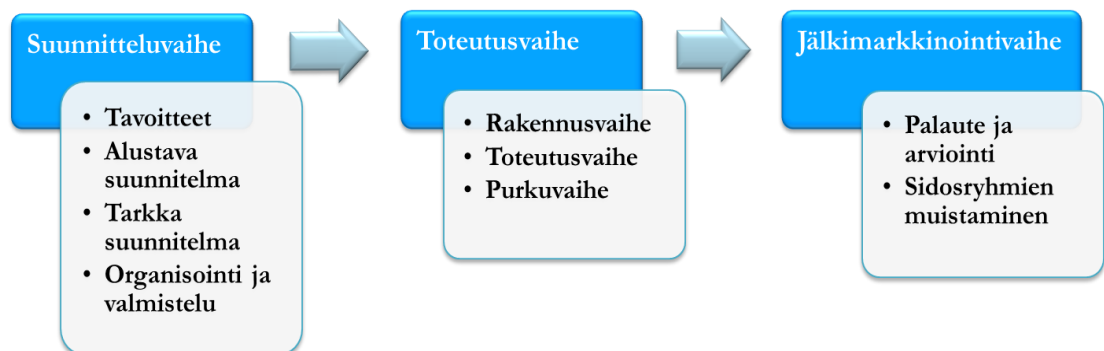 Suunnitteluvaihe
• Tavoitteet
• Alustava
suunnitelma
• Tarkka
suunnitelma
• Organisointi ja
valmistelu
Toteutusvaihe
• Rakennusvaihe
• Toteutusvaihe
• Purkuvaihe
Jälkimarkkinointivaihe
• Palaute ja
arviointi
• Sidosryhmien
muistaminen